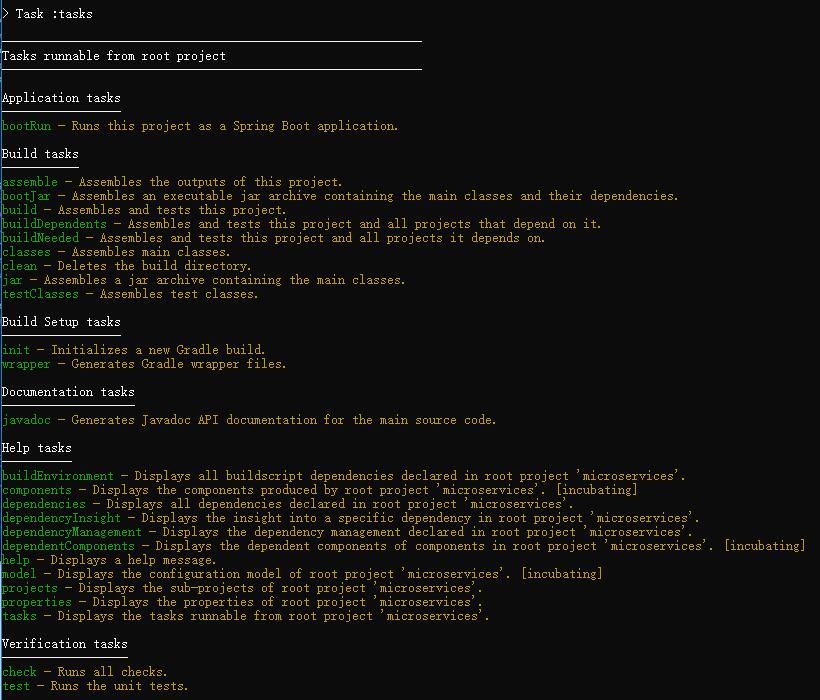 > Task :tasks
Tasks runnable from root project
Application tasks
bootRun - Runs this project as a Spring Boot application.
Build tasks
assemble - Assembles the outputs of this project.
bootJar - Assembles an executable jar archive containing the main classes and their dependencies.
build - Assembles and tests this project.
buildDependents - Assembles and tests this project and all projects that depend on it.
buildNeeded - Assembles and tests this project and all projects it depends on.
classes - Assembles main classes.
clean - Deletes the build directory.
jar - Assembles a jar archive containing the main classes.
testClasses - Assembles test classes.
Build Setup tasks
init - Initializes a new Gradle build.
wrapper - Generates Gradle wrapper files.
Documentation tasks
javadoc - Generates Javadoc API documentation for the main source code.
Help tasks
buildEnvironment - Displays all buildscript dependencies declared in root project 'microservices'.
components - Displays the components produced by root project 'microservices'. [incubating]
dependencies - Displays all dependencies declared in root project 'microservices'.
dependencyInsight - Displays the insight into a specific dependency in root project 'microservices'.
dependencyManagement - Displays the dependency management declared in root project 'microservices'.
dependentComponents - Displays the dependent components of components in root project 'microservices'. [incubating]
help - Displays a help message.
model - Displays the configuration model of root project 'microservices'. [incubating]
projects - Displays the sub-projects of root project 'microservices'.
properties - Displays the properties of root project 'microservices'.
tasks - Displays the tasks runnable from root project 'microservices'.
Verification tasks
check - Runs all checks.
test - Runs the unit tests.